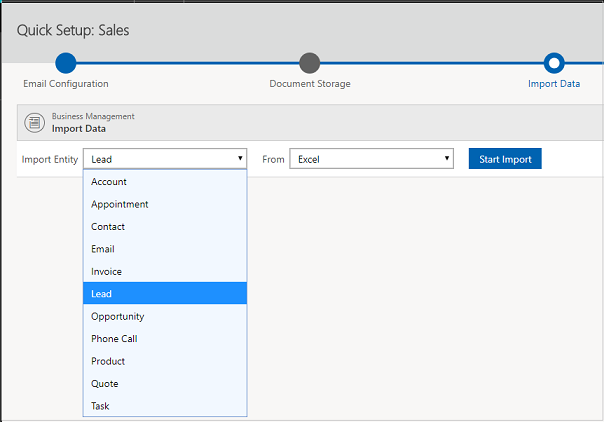 Quick Setup: Sales
Email Configuration
Document Storage
Import Data
Business Management
Import Data
Import Entity Lead From Excel Start Import
Account
Appointment
Contact
Email
Invoice
Lead
Opportunity
Phone Call
Product
Quote
Task